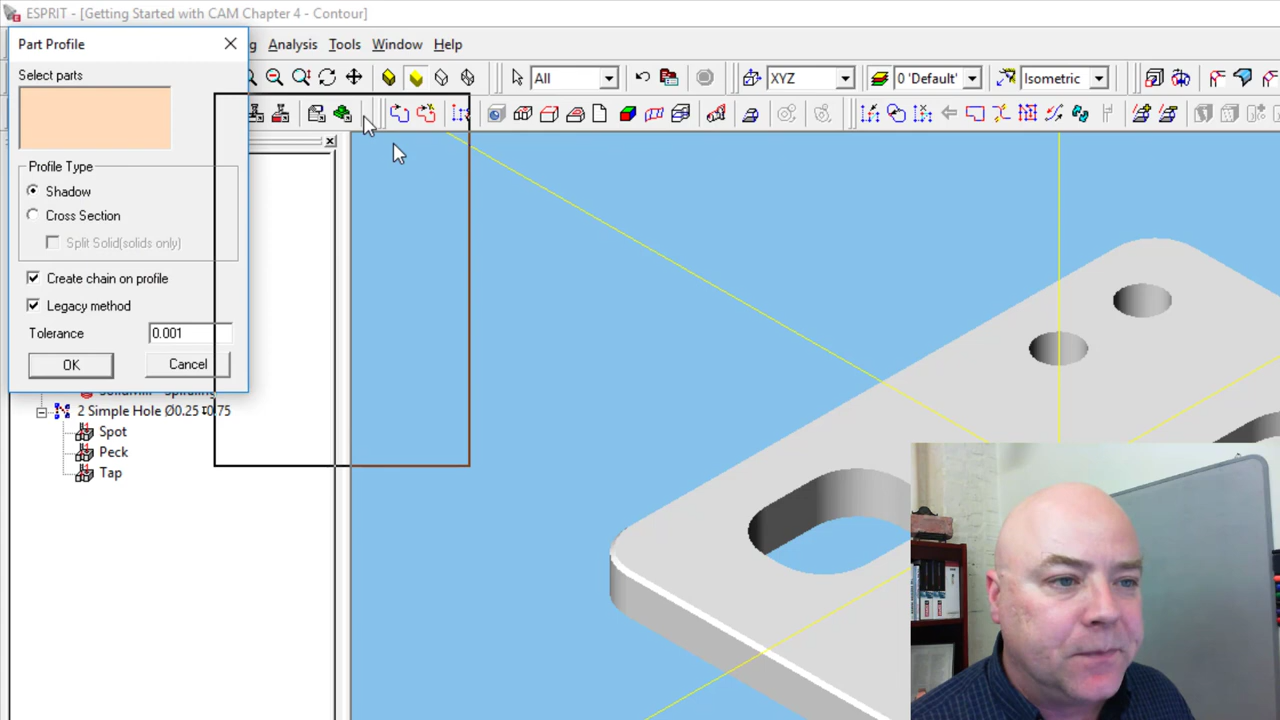 ESPRIT - [Getting Started with CAM Chapter 4 - Contour]
Part Profile
Analysis Tools Window Help
Select parts
All
XYZ
0 'Default'
Isometric
Profile Type
Shadow
Cross Section
Split Solid(solids only)
Create chain on profile
Legacy method
Tolerance 0.001
OK Cancel
2 Simple Hole Ø0.25 ↧0.75
Spot
Peck
Tap